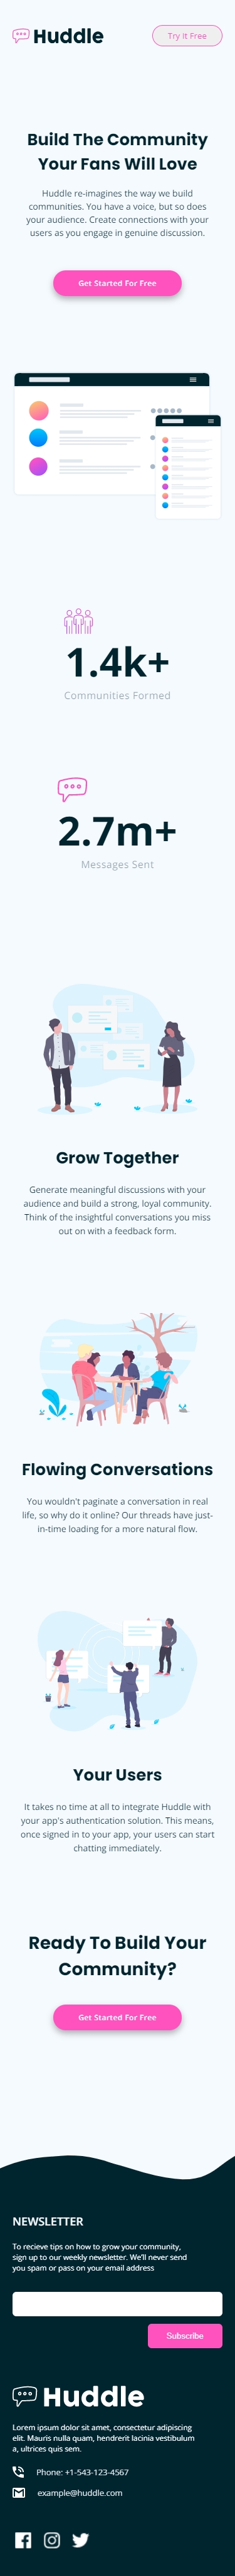 Huddle
Try It Free
Build The Community
Your Fans Will Love
Huddle re-imagines the way we build
communities. You have a voice, but so does
your audience. Create connections with your
users as you engage in genuine discussion.
Get Started For Free
1.4k+
Communities Formed
2.7m+
Messages Sent
Grow Together
Generate meaningful discussions with your
audience and build a strong, loyal community.
Think of the insightful conversations you miss
out on with a feedback form.
Flowing Conversations
You wouldn't paginate a conversation in real
life, so why do it online? Our threads have just-
in-time loading for a more natural flow.
Your Users
It takes no time at all to integrate Huddle with
your app's authentication solution. This means,
once signed in to your app, your users can start
chatting immediately.
Ready To Build Your
Community?
Get Started For Free
NEWSLETTER
To recieve tips on how to grow your community,
sign up to our weekly newsletter. We'll never send
you spam or pass on your email address
Subscribe
Huddle
Lorem ipsum dolor sit amet, consectetur adipiscing
elit. Mauris nulla quam, hendrerit lacinia vestibulum
a, ultrices quis sem.
Phone: +1-543-123-4567
example@huddle.com